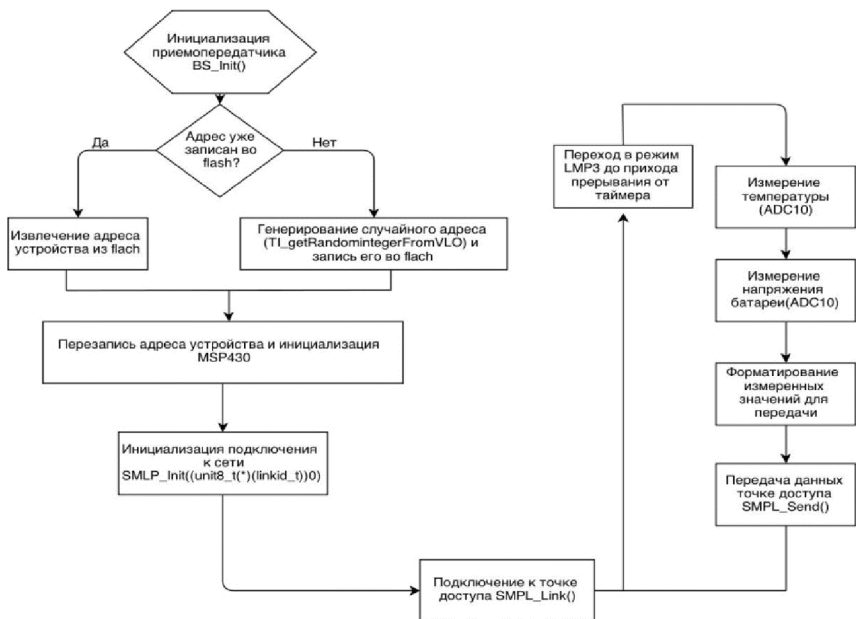 Инициализация
приемопередатчика
BS_Init()
Да
Адрес уже
записан во
flash?
Нет
Извлечение адреса
устройства из flach
Генерирование случайного адреса
(TI_getRandomintegerFromVLO) и
запись его во flach
Перезапись адреса устройства и инициализация
MSP430
Инициализация подключения
к сети
SMLP_Init((unit8_t(*)(linkid_t))0)
Подключение к точке
доступа SMPL_Link()
Переход в режим
LMP3 до прихода
прерывания от
таймера
Измерение
температуры
(ADC10)
Измерение
напряжения
батареи(ADC10)
Форматирование
измеренных
значений для
передачи
Передача данных
точке доступа
SMPL_Send()